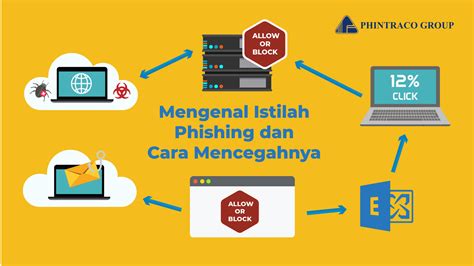 PHINTRACO GROUP
ALLOW
OR
BLOCK
12%
CLICK
Mengenal Istilah
Phishing dan
Cara Mencegahnya
ALLOW
OR
BLOCK
E